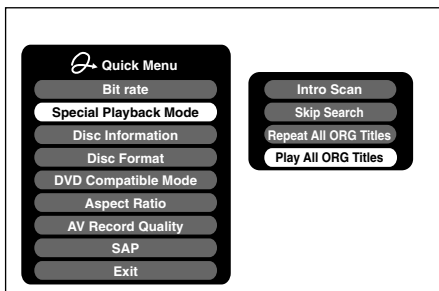 Quick Menu
Bit rate
Special Playback Mode
Disc Information
Disc Format
DVD Compatible Mode
Aspect Ratio
AV Record Quality
SAP
Exit
Intro Scan
Skip Search
Repeat All ORG Titles
Play All ORG Titles